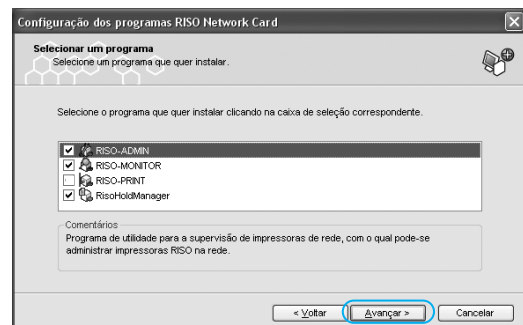 Configuração dos programas RISO Network Card
Selecionar um programa
Selecione um programa que quer instalar.
Selecione o programa que quer instalar clicando na caixa de seleção correspondente.
RISO-ADMIN
RISO-MONITOR
RISO-PRINT
RisoHoldManager
Comentários
Programa de utilidade para a supervisão de impressoras de rede, com o qual pode-se
administrar impressoras RISO na rede.
< Voltar
Avançar >
Cancelar